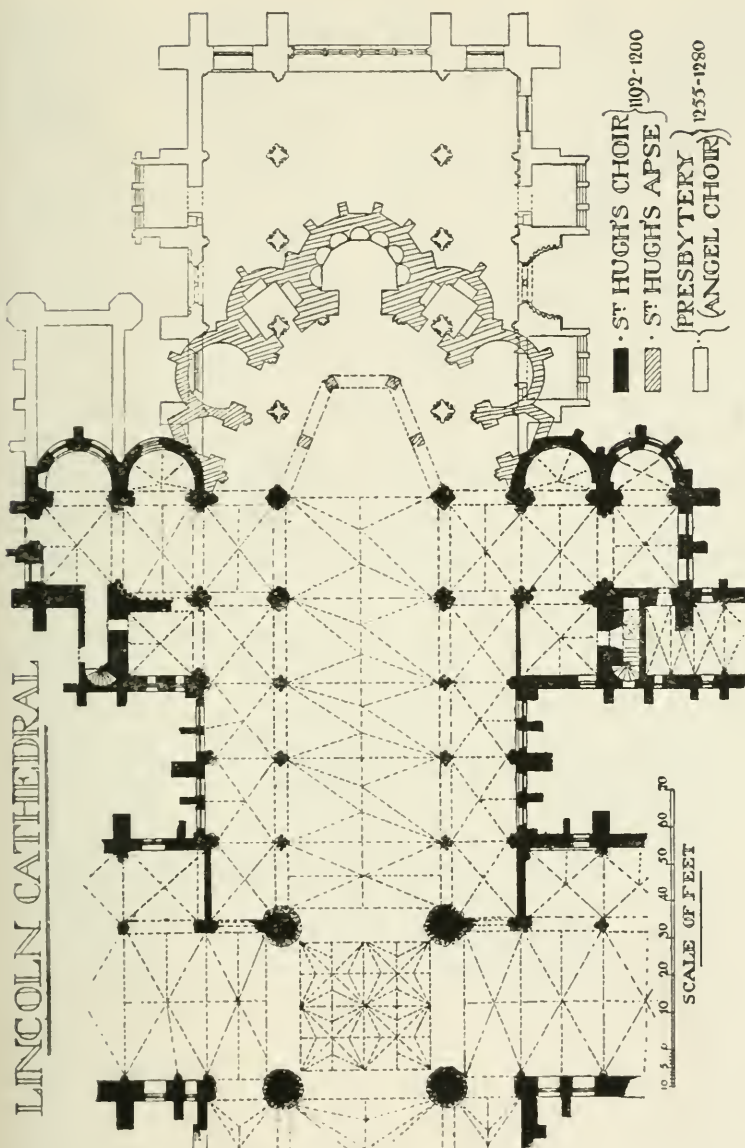 LINCOLN CATHEDRAL
· ST HUGH'S CHOIR } 1192-1200
· ST HUGH'S APSE
· {PRESBYTERY } 1255-1280
{(ANGEL CHOIR)
10 5 0 10 20 30 40 50 60 70
SCALE OF FEET